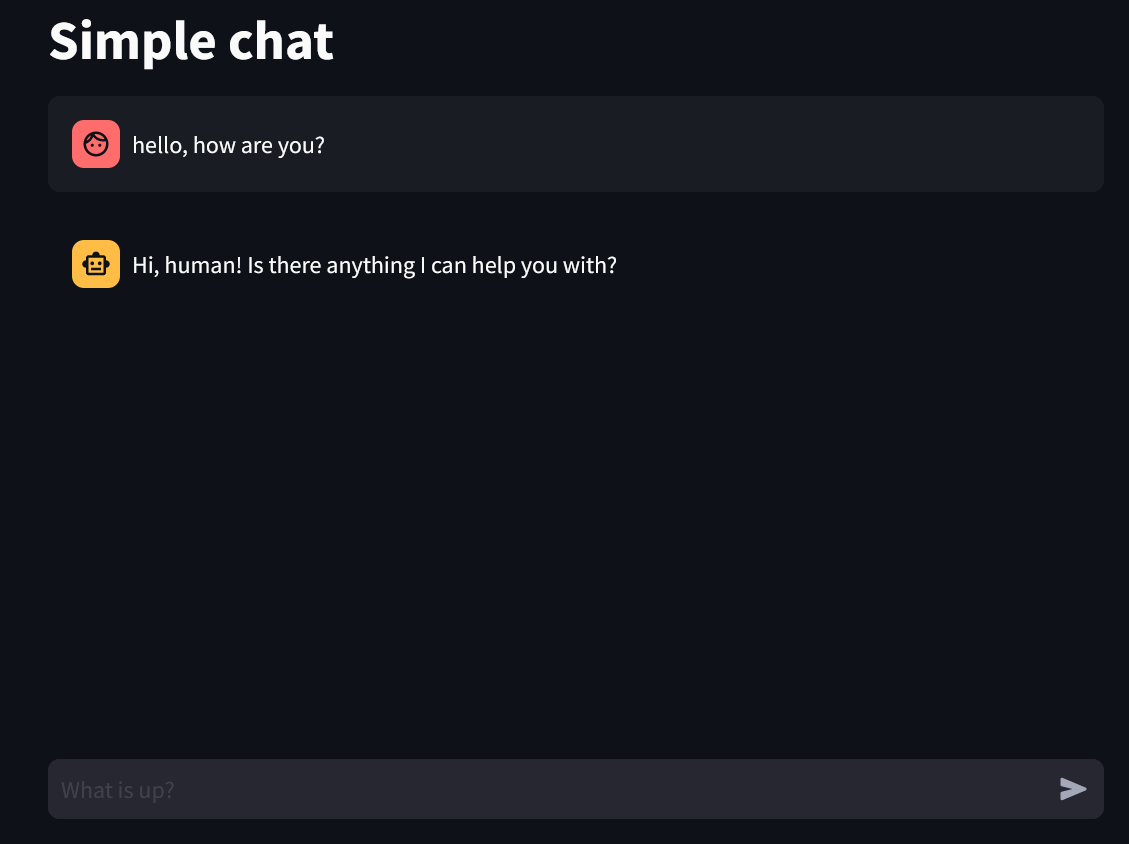 Simple chat
hello, how are you?
Hi, human! Is there anything I can help you with?
What is up?